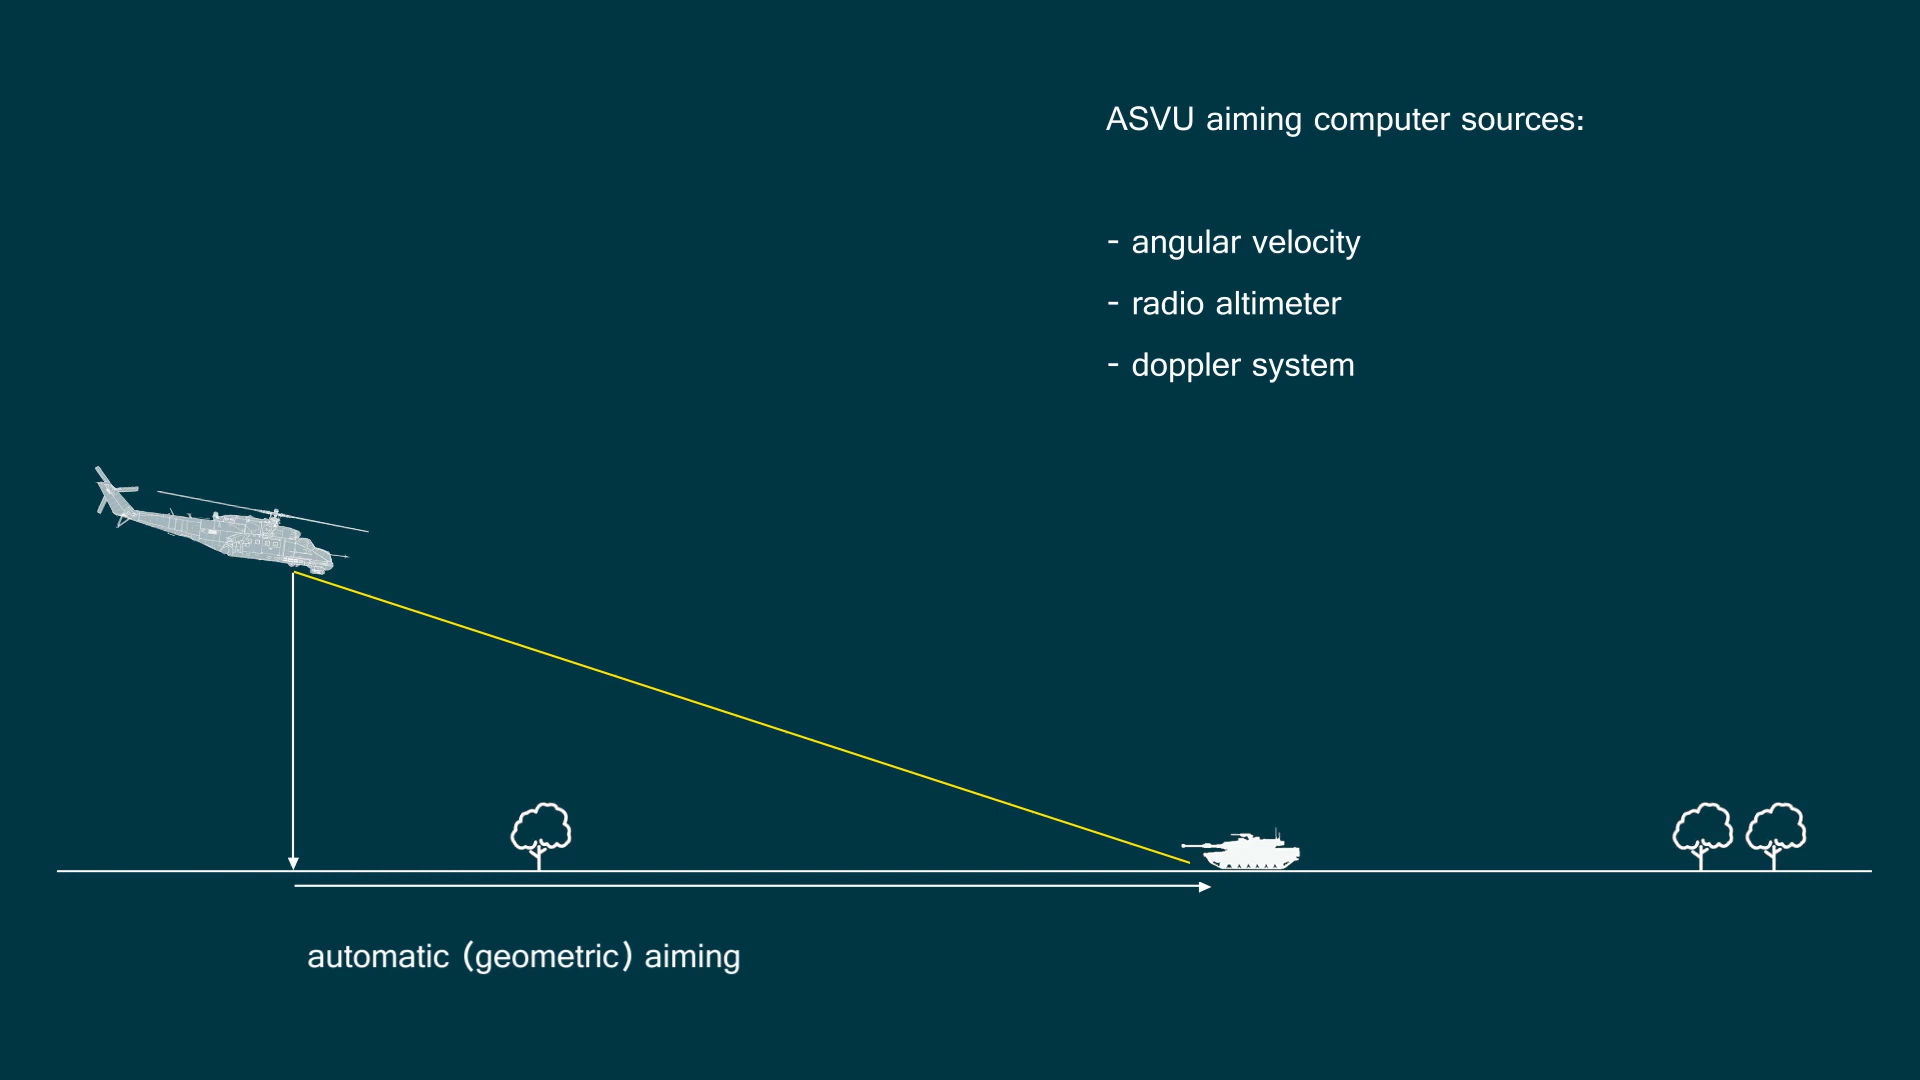 ASVU aiming computer sources:
- angular velocity
- radio altimeter
- doppler system
automatic (geometric) aiming